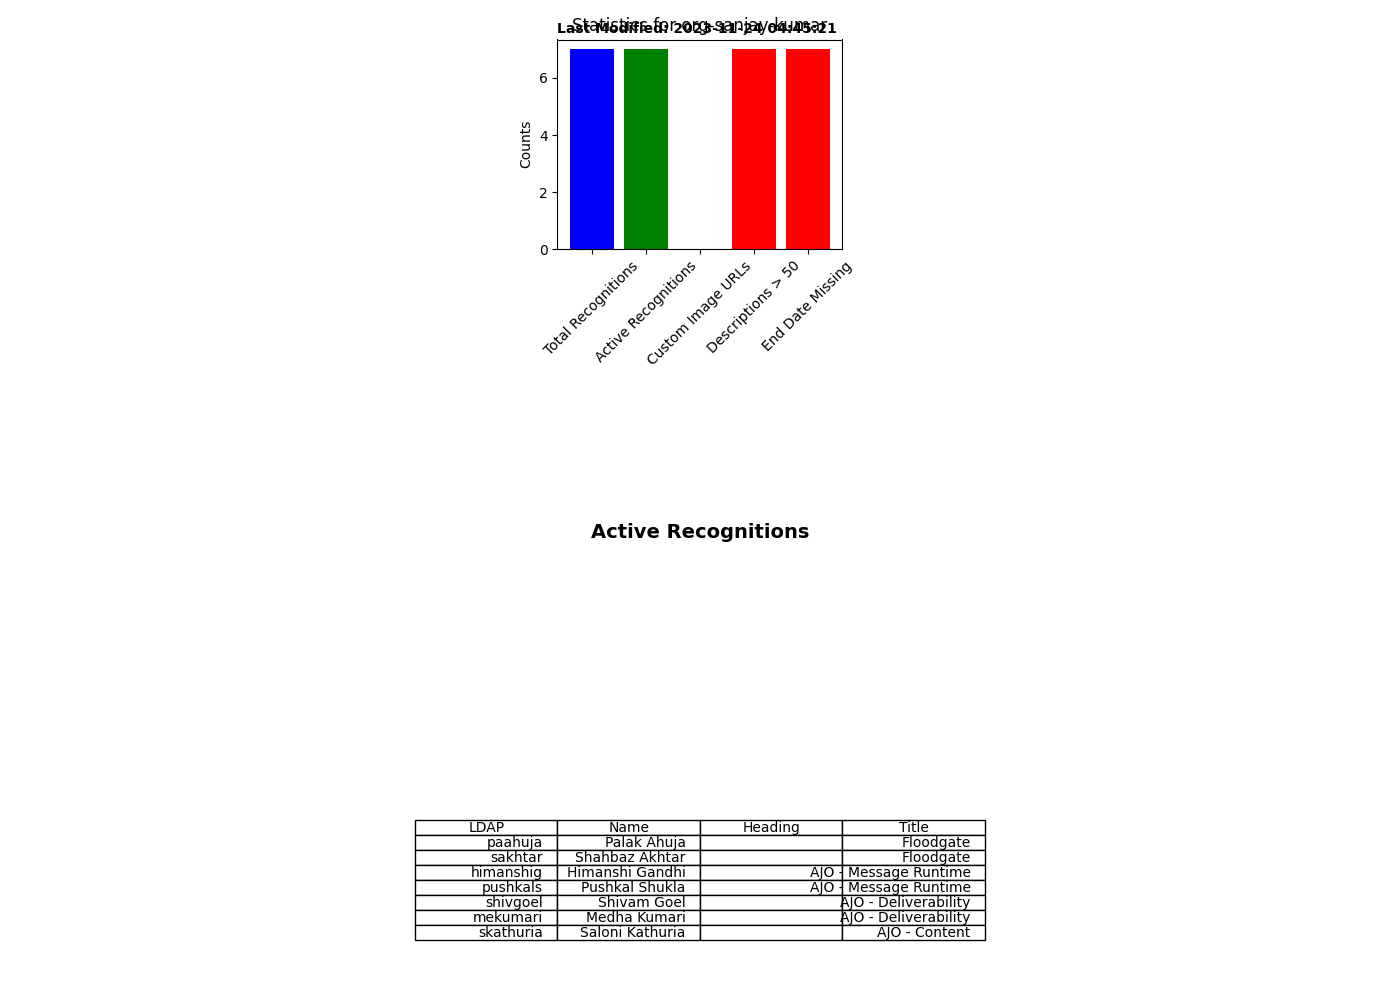 Statistics for org-sanjay-kumar
Last Modified: 2023-11-24 04:45:21
Counts
6
4
2
0
Total Recognitions
Active Recognitions
Custom Image URLs
Descriptions > 50
End Date Missing
Active Recognitions
LDAP Name Heading Title
paahuja Palak Ahuja Floodgate
sakhtar Shahbaz Akhtar Floodgate
himanshig Himanshi Gandhi AJO - Message Runtime
pushkals Pushkal Shukla AJO - Message Runtime
shivgoel Shivam Goel AJO - Deliverability
mekumari Medha Kumari AJO - Deliverability
skathuria Saloni Kathuria AJO - Content